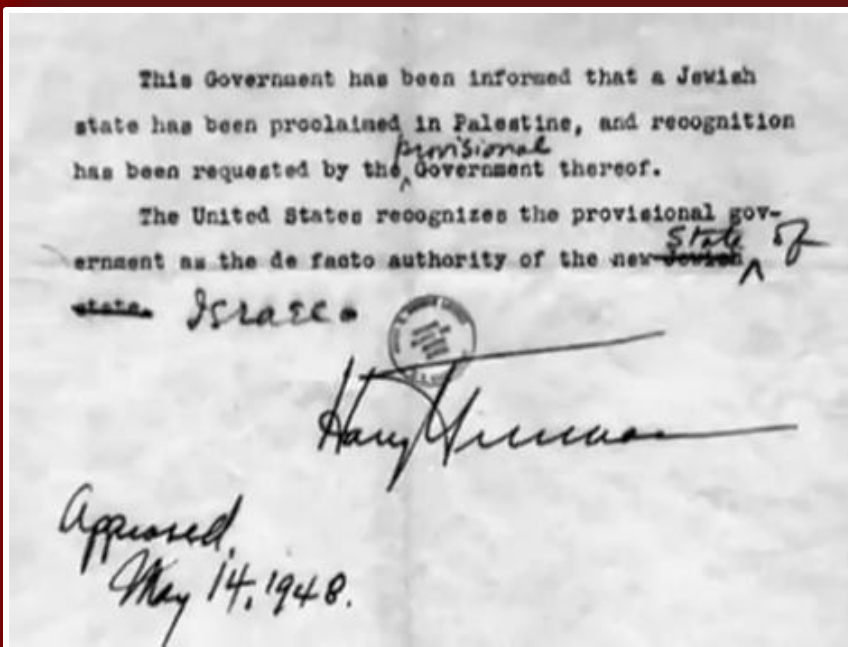 This Government has been informed that a Jewish
state has been proclaimed in Palestine, and recognition
provisional
has been requested by the Government thereof.
The United States recognizes the provisional gov-
State of
ernment as the de facto authority of the new Jewish
state. Israel.
Harry Truman
Approved,
May 14, 1948.